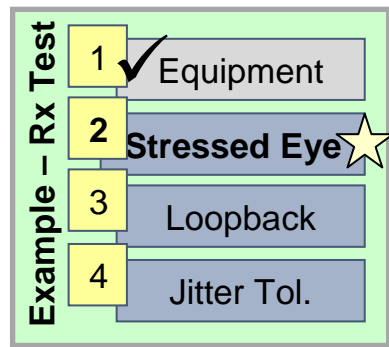 Example – Rx Test
1 Equipment
2 Stressed Eye
3 Loopback
4 Jitter Tol.